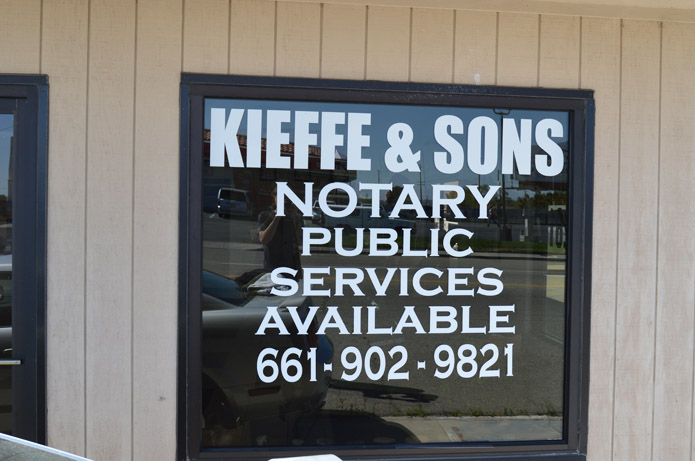 KIEFFE & SONS
NOTARY
PUBLIC
SERVICES
AVAILABLE
661-902-9821